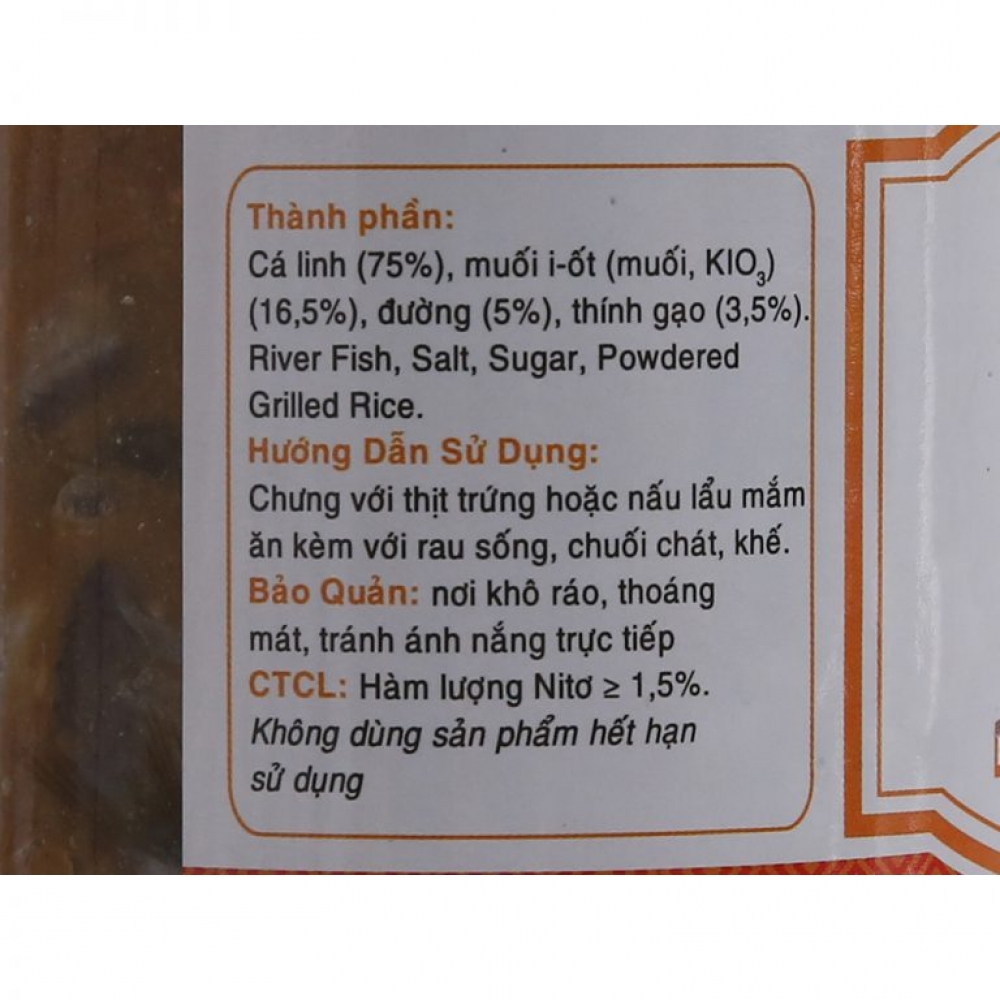 Thành phần:
Cá linh (75%), muối i-ốt (muối, KIO₃)
(16,5%), đường (5%), thính gạo (3,5%).
River Fish, Salt, Sugar, Powdered
Grilled Rice.
Hướng Dẫn Sử Dụng:
Chưng với thịt trứng hoặc nấu lẩu mắm
ăn kèm với rau sống, chuối chát, khế.
Bảo Quản: nơi khô ráo, thoáng
mát, tránh ánh nắng trực tiếp
CTCL: Hàm lượng Nitơ ≥ 1,5%.
Không dùng sản phẩm hết hạn
sử dụng